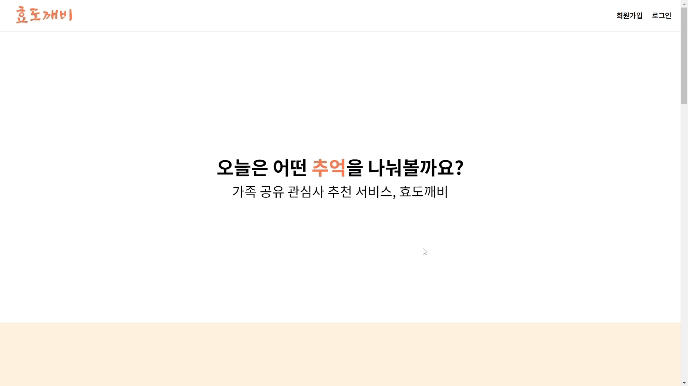 효도깨비
회원가입 로그인
오늘은 어떤 추억을 나눠볼까요?
가족 공유 관심사 추천 서비스, 효도깨비